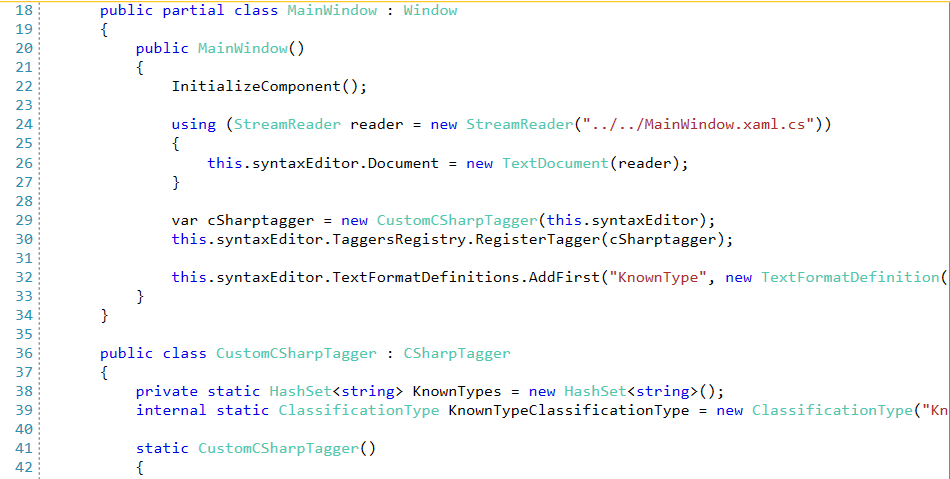 18 public partial class MainWindow : Window
19 {
20 public MainWindow()
21 {
22 InitializeComponent();
23
24 using (StreamReader reader = new StreamReader("../../MainWindow.xaml.cs"))
25 {
26 this.syntaxEditor.Document = new TextDocument(reader);
27 }
28
29 var cSharptagger = new CustomCSharpTagger(this.syntaxEditor);
30 this.syntaxEditor.TaggersRegistry.RegisterTagger(cSharptagger);
31
32 this.syntaxEditor.TextFormatDefinitions.AddFirst("KnownType", new TextFormatDefinition(
33 }
34 }
35
36 public class CustomCSharpTagger : CSharpTagger
37 {
38 private static HashSet<string> KnownTypes = new HashSet<string>();
39 internal static ClassificationType KnownTypeClassificationType = new ClassificationType("Kn
40
41 static CustomCSharpTagger()
42 {